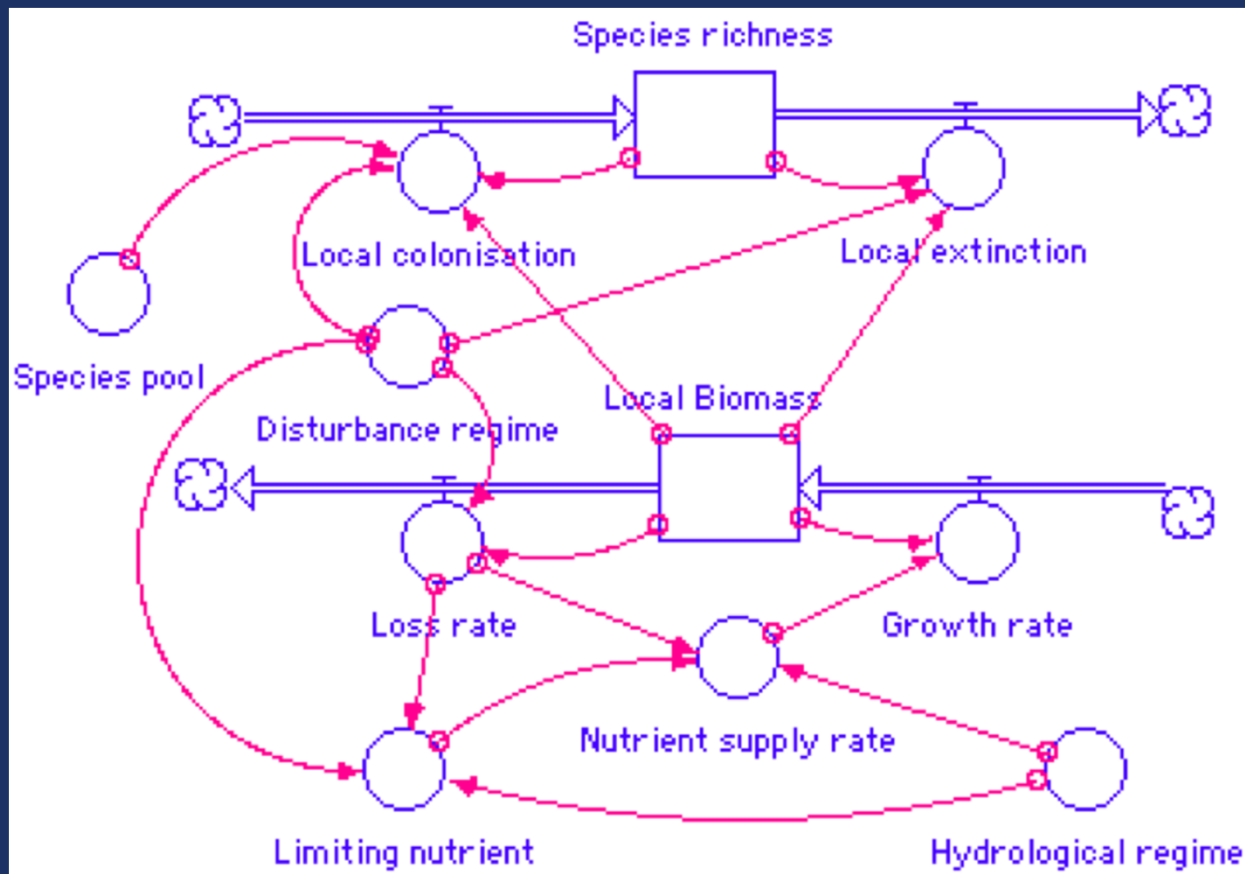 Species richness
Local colonisation
Local extinction
Species pool
Local Biomass
Disturbance regime
Loss rate
Growth rate
Nutrient supply rate
Limiting nutrient
Hydrological regime